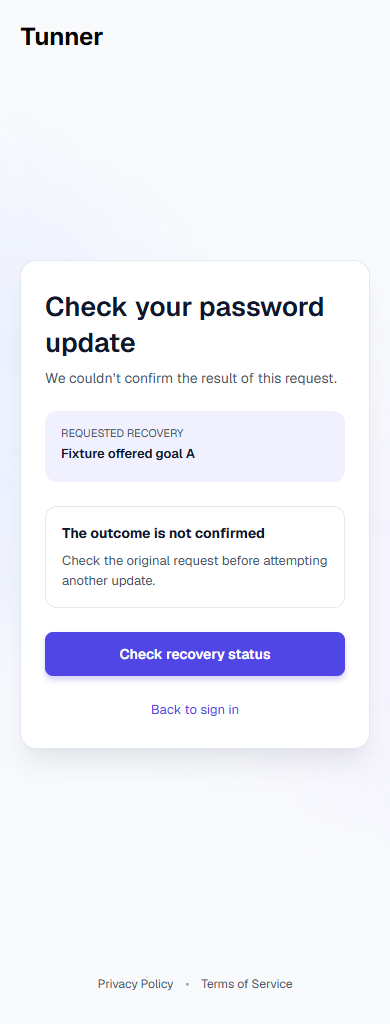 Tunner
Check your password
update
We couldn't confirm the result of this request.
REQUESTED RECOVERY
Fixture offered goal A
The outcome is not confirmed
Check the original request before attempting
another update.
Check recovery status
Back to sign in
Privacy Policy • Terms of Service